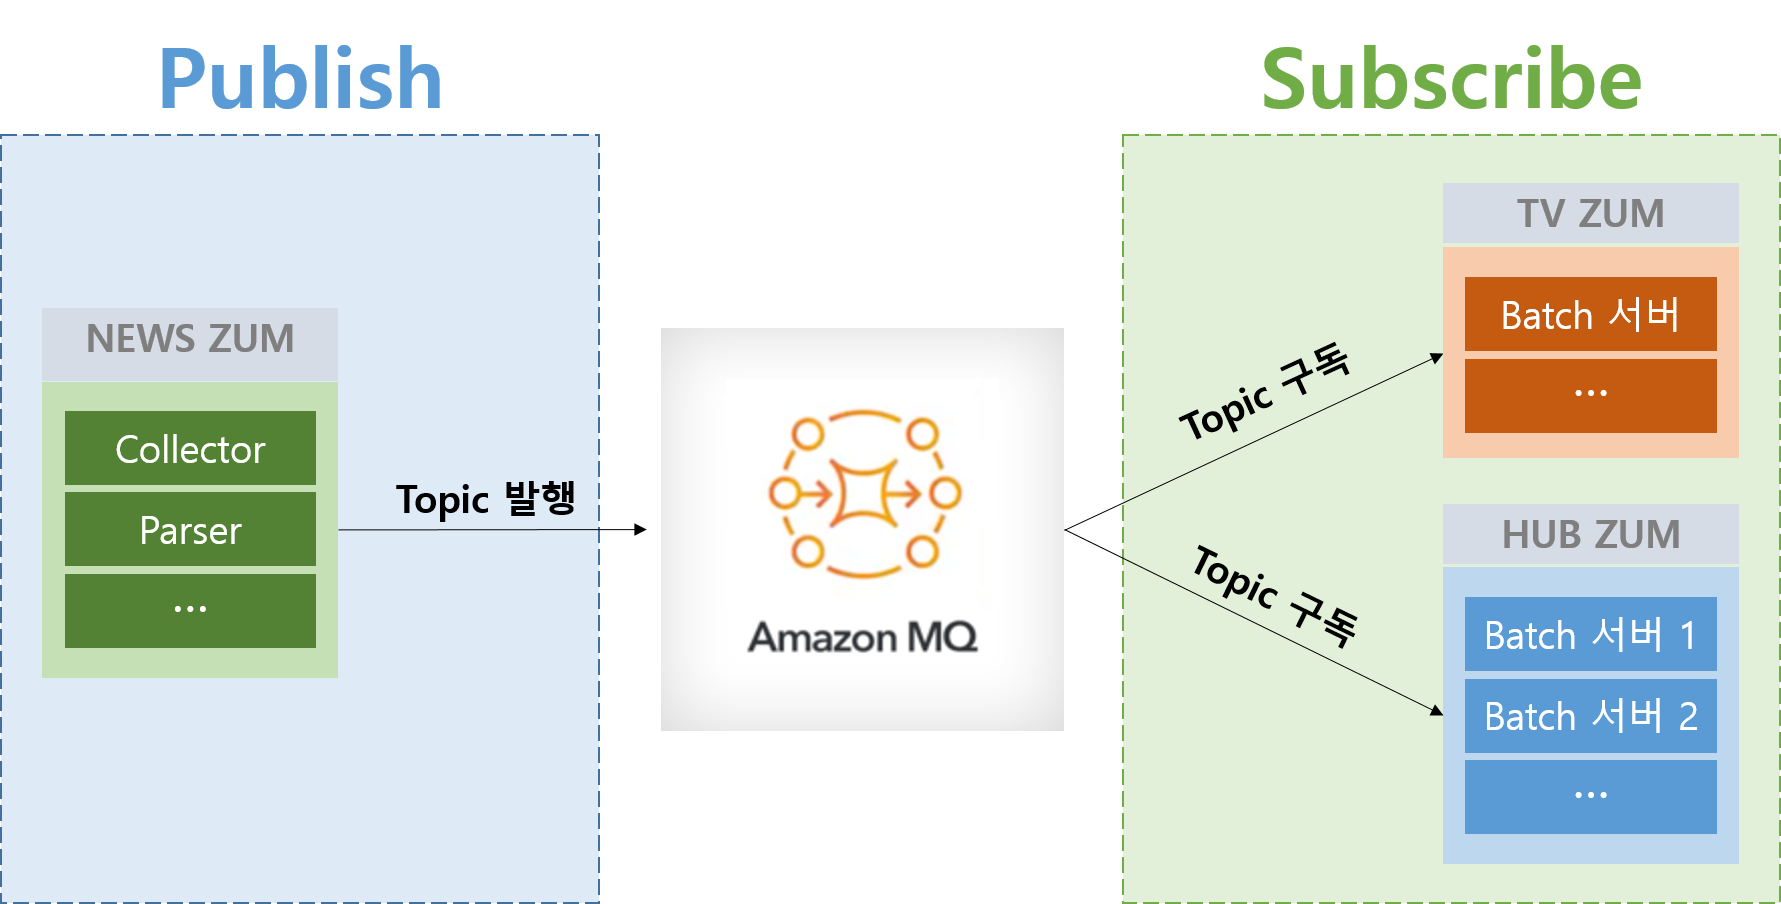 Publish
Subscribe
NEWS ZUM
Collector
Parser
...
Topic 발행
Amazon MQ
Topic 구독
Topic 구독
TV ZUM
Batch 서버
...
HUB ZUM
Batch 서버 1
Batch 서버 2
...